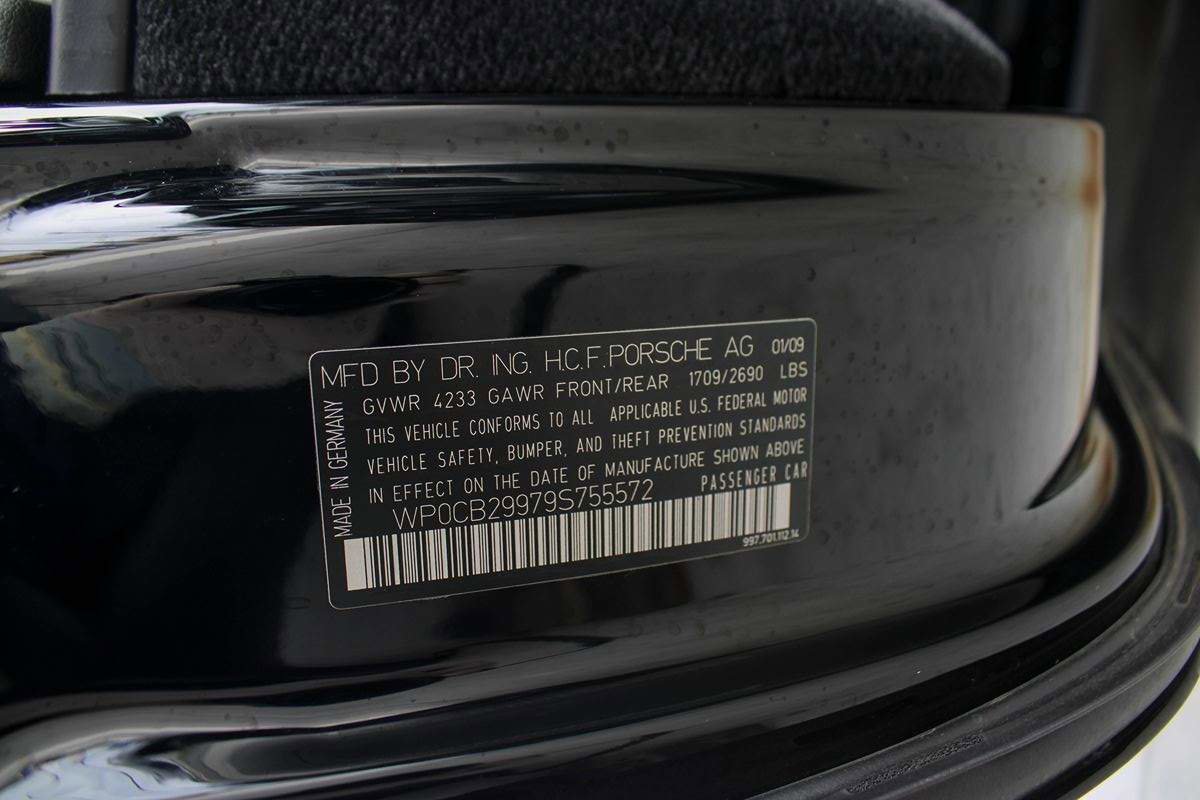 MFD BY DR. ING. H.C.F. PORSCHE AG 01/09
GVWR 4233 GAWR FRONT/REAR 1709/2690 LBS
THIS VEHICLE CONFORMS TO ALL APPLICABLE U.S. FEDERAL MOTOR
VEHICLE SAFETY, BUMPER, AND THEFT PREVENTION STANDARDS
IN EFFECT ON THE DATE OF MANUFACTURE SHOWN ABOVE
WP0CB29979S755572 PASSENGER CAR
997.701.112.14
MADE IN GERMANY